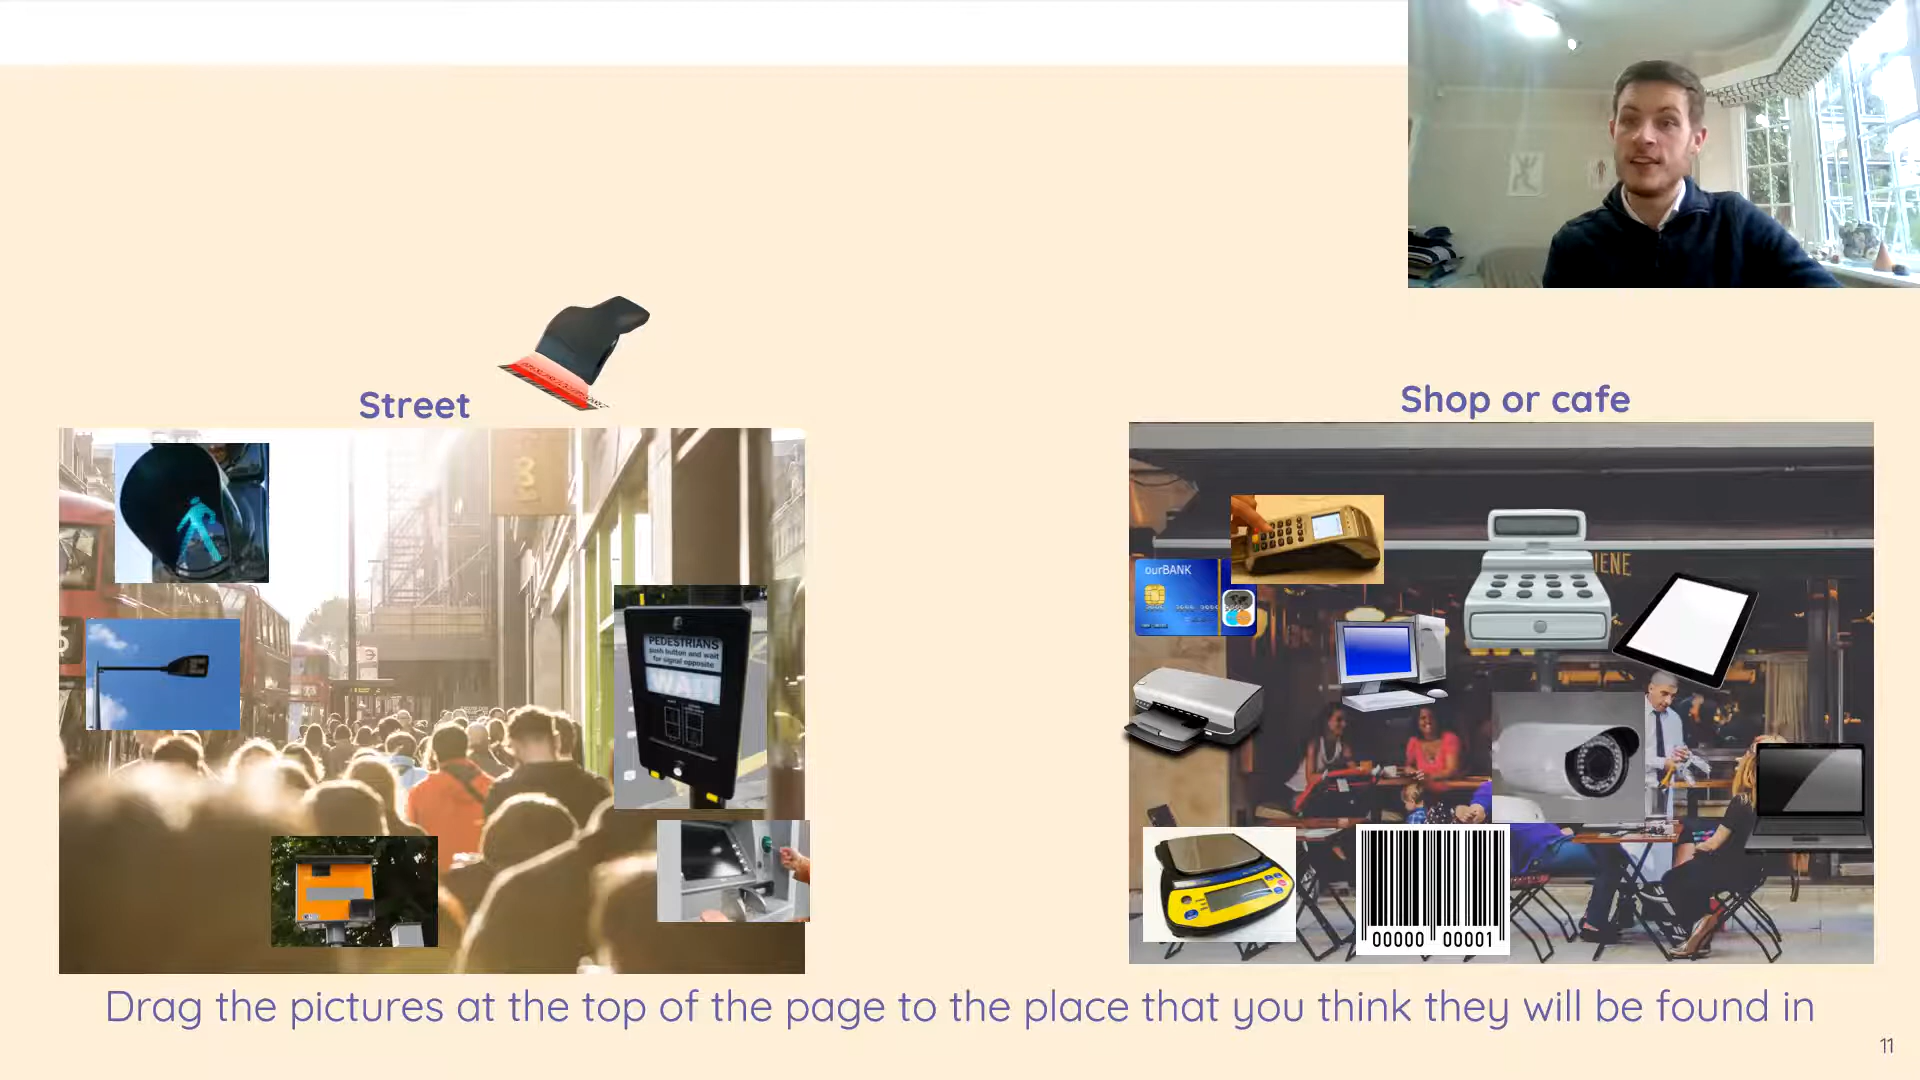 Street
Shop or cafe
3
PEDESTRIANS
push button and wait
for signal opposite
WAIT
ourBANK
00000 00001
Drag the pictures at the top of the page to the place that you think they will be found in
11